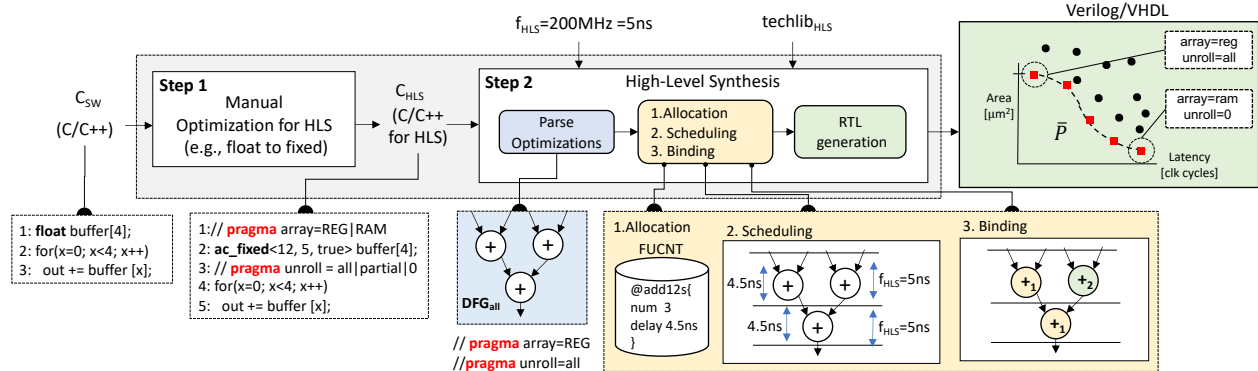 f_HLS=200MHz =5ns
techlib_HLS
Verilog/VHDL
Step 1
Manual
Optimization for HLS
(e.g., float to fixed)
C_SW
(C/C++)
C_HLS
(C/C++
for HLS)
Step 2
High-Level Synthesis
Parse
Optimizations
1.Allocation
2. Scheduling
3. Binding
RTL
generation
array=reg
unroll=all
array=ram
unroll=0
Area
[µm²]
P̄
Latency
[clk cycles]
1: float buffer[4];
2: for(x=0; x<4; x++)
3: out += buffer [x];
1:// pragma array=REG|RAM
2: ac_fixed<12, 5, true> buffer[4];
3: // pragma unroll = all|partial|0
4: for(x=0; x<4; x++)
5: out += buffer [x];
+ +
+
DFG_all
// pragma array=REG
//pragma unroll=all
1.Allocation
FUCNT
@add12s{
num 3
delay 4.5ns
}
2. Scheduling
4.5ns
+ +
f_HLS=5ns
4.5ns
+
f_HLS=5ns
3. Binding
+₁ +₂
+₁